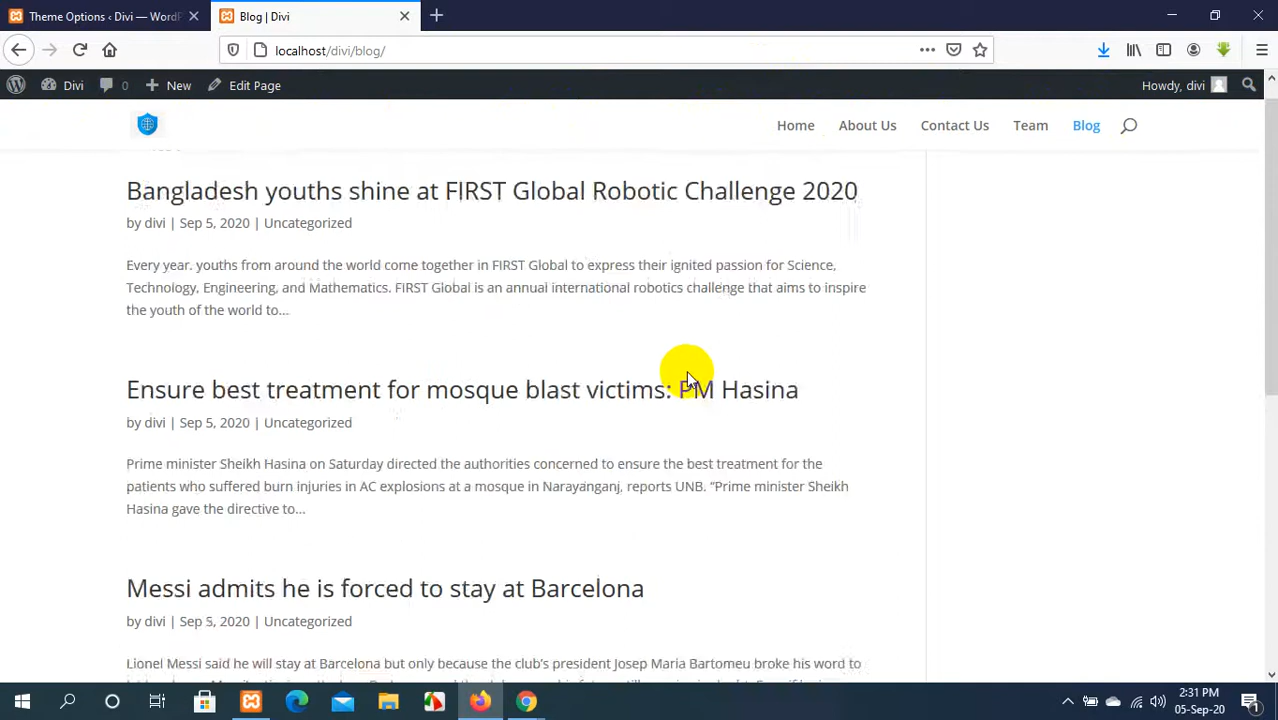 Theme Options ‹ Divi — WordP
Blog | Divi
localhost/divi/blog/
Divi
0
New
Edit Page
Howdy, divi
Home
About Us
Contact Us
Team
Blog
Bangladesh youths shine at FIRST Global Robotic Challenge 2020
by divi | Sep 5, 2020 | Uncategorized
Every year. youths from around the world come together in FIRST Global to express their ignited passion for Science,
Technology, Engineering, and Mathematics. FIRST Global is an annual international robotics challenge that aims to inspire
the youth of the world to...
Ensure best treatment for mosque blast victims: PM Hasina
by divi | Sep 5, 2020 | Uncategorized
Prime minister Sheikh Hasina on Saturday directed the authorities concerned to ensure the best treatment for the
patients who suffered burn injuries in AC explosions at a mosque in Narayanganj, reports UNB. “Prime minister Sheikh
Hasina gave the directive to...
Messi admits he is forced to stay at Barcelona
by divi | Sep 5, 2020 | Uncategorized
Lionel Messi said he will stay at Barcelona but only because the club’s president Josep Maria Bartomeu broke his word to
2:31 PM
05-Sep-20
1